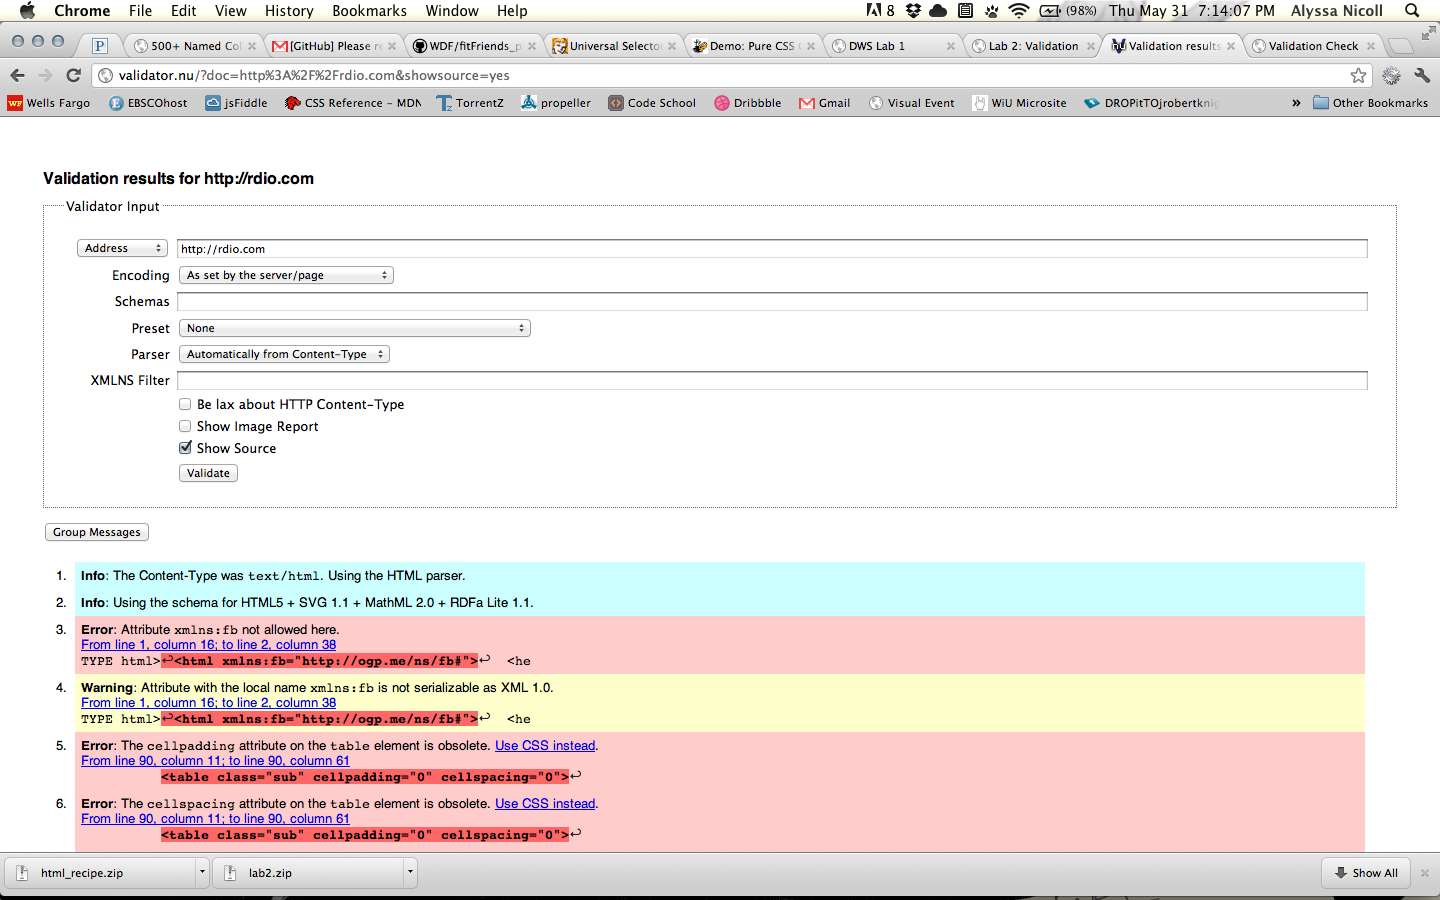 Chrome File Edit View History Bookmarks Window Help 8 (98%) Thu May 31 7:14:07 PM Alyssa Nicoll
P 500+ Named Col [GitHub] Please re WDF/fitFriends_p Universal Selecto Demo: Pure CSS DWS Lab 1 Lab 2: Validation Validation results Validation Check
validator.nu/?doc=http%3A%2F%2Frdio.com&showsource=yes
WF Wells Fargo EBSCOhost jsFiddle CSS Reference - MDN TorrentZ propeller Code School Dribbble Gmail Visual Event WiU Microsite DROPitTOjrobertknig » Other Bookmarks
Validation results for http://rdio.com
Validator Input
Address http://rdio.com
Encoding As set by the server/page
Schemas
Preset None
Parser Automatically from Content-Type
XMLNS Filter
Be lax about HTTP Content-Type
Show Image Report
Show Source
Validate
Group Messages
1. Info: The Content-Type was text/html. Using the HTML parser.
2. Info: Using the schema for HTML5 + SVG 1.1 + MathML 2.0 + RDFa Lite 1.1.
3. Error: Attribute xmlns:fb not allowed here.
From line 1, column 16; to line 2, column 38
TYPE html>↩<html xmlns:fb="http://ogp.me/ns/fb#">↩ <he
4. Warning: Attribute with the local name xmlns:fb is not serializable as XML 1.0.
From line 1, column 16; to line 2, column 38
TYPE html>↩<html xmlns:fb="http://ogp.me/ns/fb#">↩ <he
5. Error: The cellpadding attribute on the table element is obsolete. Use CSS instead.
From line 90, column 11; to line 90, column 61
<table class="sub" cellpadding="0" cellspacing="0">↩
6. Error: The cellspacing attribute on the table element is obsolete. Use CSS instead.
From line 90, column 11; to line 90, column 61
<table class="sub" cellpadding="0" cellspacing="0">↩
html_recipe.zip lab2.zip Show All